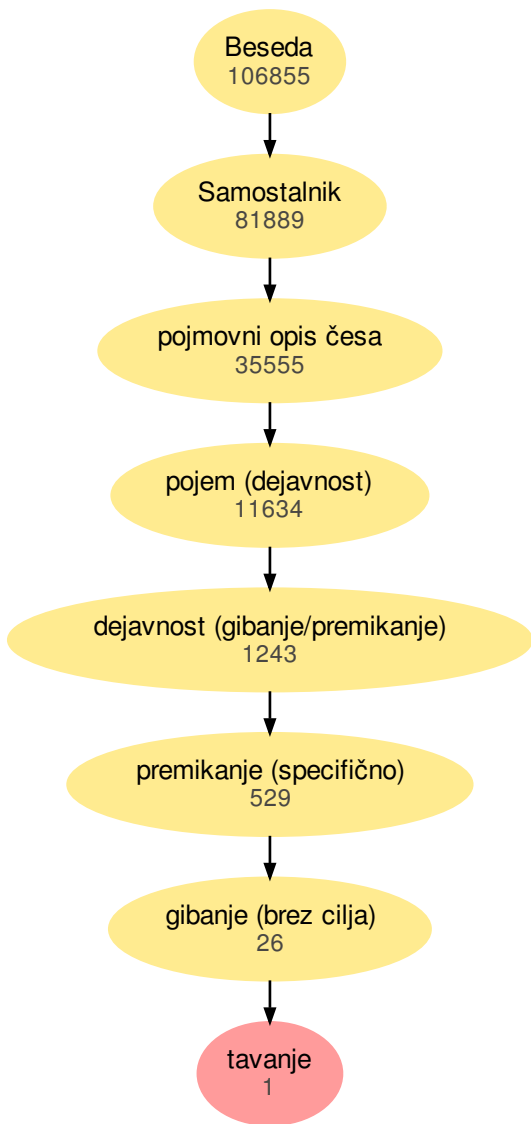 Beseda
106855
Samostalnik
81889
pojmovni opis česa
35555
pojem (dejavnost)
11634
dejavnost (gibanje/premikanje)
1243
premikanje (specifično)
529
gibanje (brez cilja)
26
tavanje
1